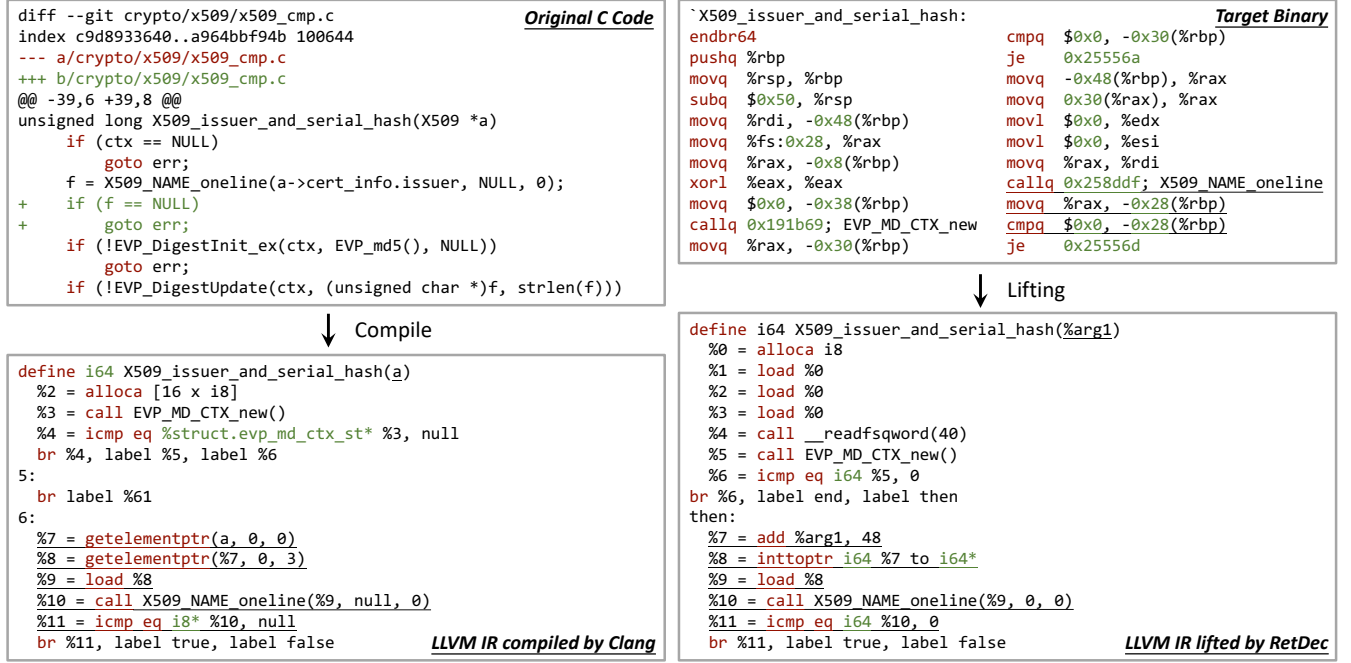 diff --git crypto/x509/x509_cmp.c
Original C Code
index c9d8933640..a964bbf94b 100644
--- a/crypto/x509/x509_cmp.c
+++ b/crypto/x509/x509_cmp.c
@@ -39,6 +39,8 @@
unsigned long X509_issuer_and_serial_hash(X509 *a)
     if (ctx == NULL)
         goto err;
     f = X509_NAME_oneline(a->cert_info.issuer, NULL, 0);
+    if (f == NULL)
+        goto err;
     if (!EVP_DigestInit_ex(ctx, EVP_md5(), NULL))
         goto err;
     if (!EVP_DigestUpdate(ctx, (unsigned char *)f, strlen(f)))
Compile
define i64 X509_issuer_and_serial_hash(a)
  %2 = alloca [16 x i8]
  %3 = call EVP_MD_CTX_new()
  %4 = icmp eq %struct.evp_md_ctx_st* %3, null
  br %4, label %5, label %6
5:
  br label %61
6:
  %7 = getelementptr(a, 0, 0)
  %8 = getelementptr(%7, 0, 3)
  %9 = load %8
  %10 = call X509_NAME_oneline(%9, null, 0)
  %11 = icmp eq i8* %10, null
  br %11, label true, label false
LLVM IR compiled by Clang
`X509_issuer_and_serial_hash:
Target Binary
endbr64
pushq %rbp
movq %rsp, %rbp
subq $0x50, %rsp
movq %rdi, -0x48(%rbp)
movq %fs:0x28, %rax
movq %rax, -0x8(%rbp)
xorl %eax, %eax
movq $0x0, -0x38(%rbp)
callq 0x191b69; EVP_MD_CTX_new
movq %rax, -0x30(%rbp)
cmpq $0x0, -0x30(%rbp)
je 0x25556a
movq -0x48(%rbp), %rax
movq 0x30(%rax), %rax
movl $0x0, %edx
movl $0x0, %esi
movq %rax, %rdi
callq 0x258ddf; X509_NAME_oneline
movq %rax, -0x28(%rbp)
cmpq $0x0, -0x28(%rbp)
je 0x25556d
Lifting
define i64 X509_issuer_and_serial_hash(%arg1)
  %0 = alloca i8
  %1 = load %0
  %2 = load %0
  %3 = load %0
  %4 = call __readfsqword(40)
  %5 = call EVP_MD_CTX_new()
  %6 = icmp eq i64 %5, 0
br %6, label end, label then
then:
  %7 = add %arg1, 48
  %8 = inttoptr i64 %7 to i64*
  %9 = load %8
  %10 = call X509_NAME_oneline(%9, 0, 0)
  %11 = icmp eq i64 %10, 0
  br %11, label true, label false
LLVM IR lifted by RetDec